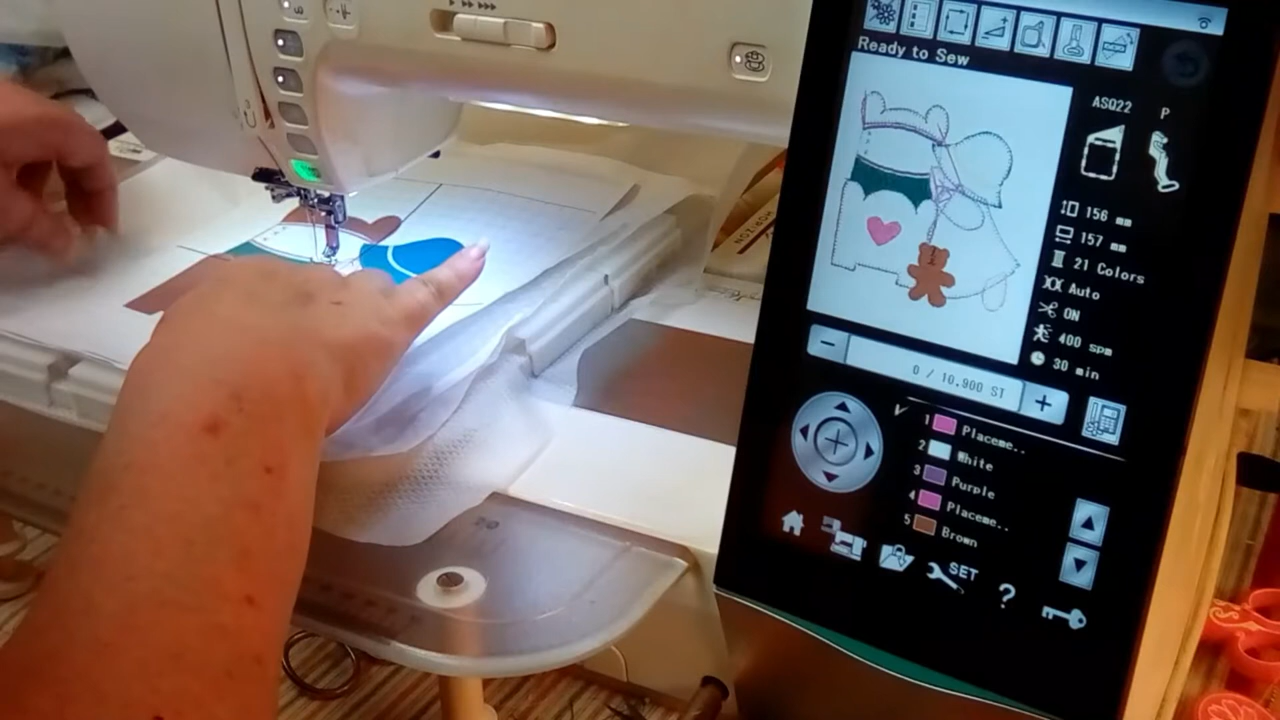 Ready to Sew
ASQ22
P
156 mm
157 mm
21 Colors
Auto
ON
400 spm
30 min
0 / 10,900 ST
1 Placeme..
2 White
3 Purple
4 Placeme..
5 Brown
SET
?
HORIZON